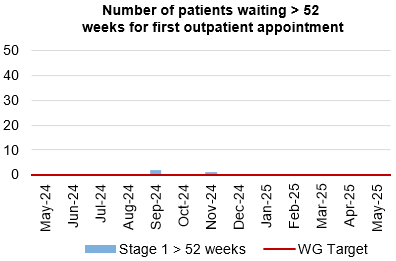 Number of patients waiting > 52
weeks for first outpatient appointment
50
40
30
20
10
0
May-24
Jun-24
Jul-24
Aug-24
Sep-24
Oct-24
Nov-24
Dec-24
Jan-25
Feb-25
Mar-25
Apr-25
May-25
Stage 1 > 52 weeks
WG Target